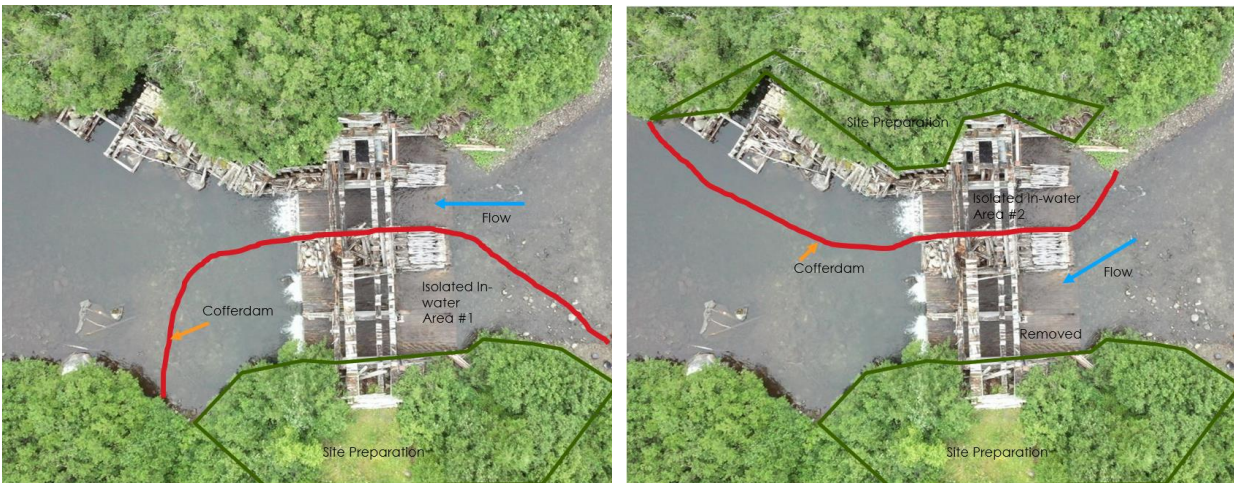 Flow
Isolated In-
water
Area #1
Cofferdam
Site Preparation
Site Preparation
Isolated In-water
Area #2
Cofferdam
Flow
Removed
Site Preparation